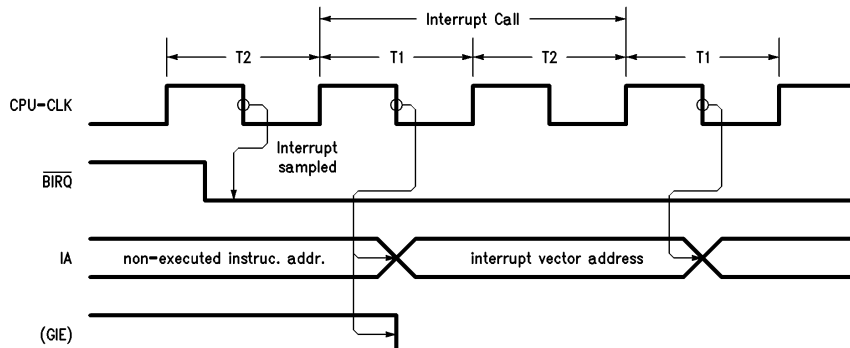 Interrupt Call
T2 T1 T2 T1
CPU-CLK
Interrupt
sampled
BIRQ
IA non-executed instruc. addr. interrupt vector address
(GIE)